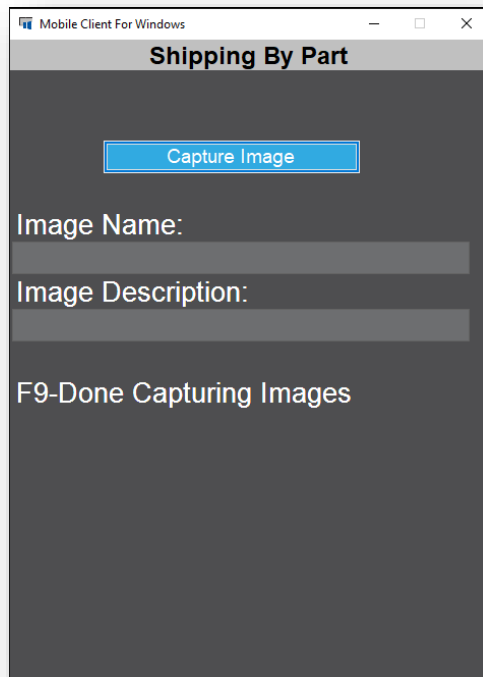 Mobile Client For Windows
Shipping By Part
Capture Image
Image Name:
Image Description:
F9-Done Capturing Images